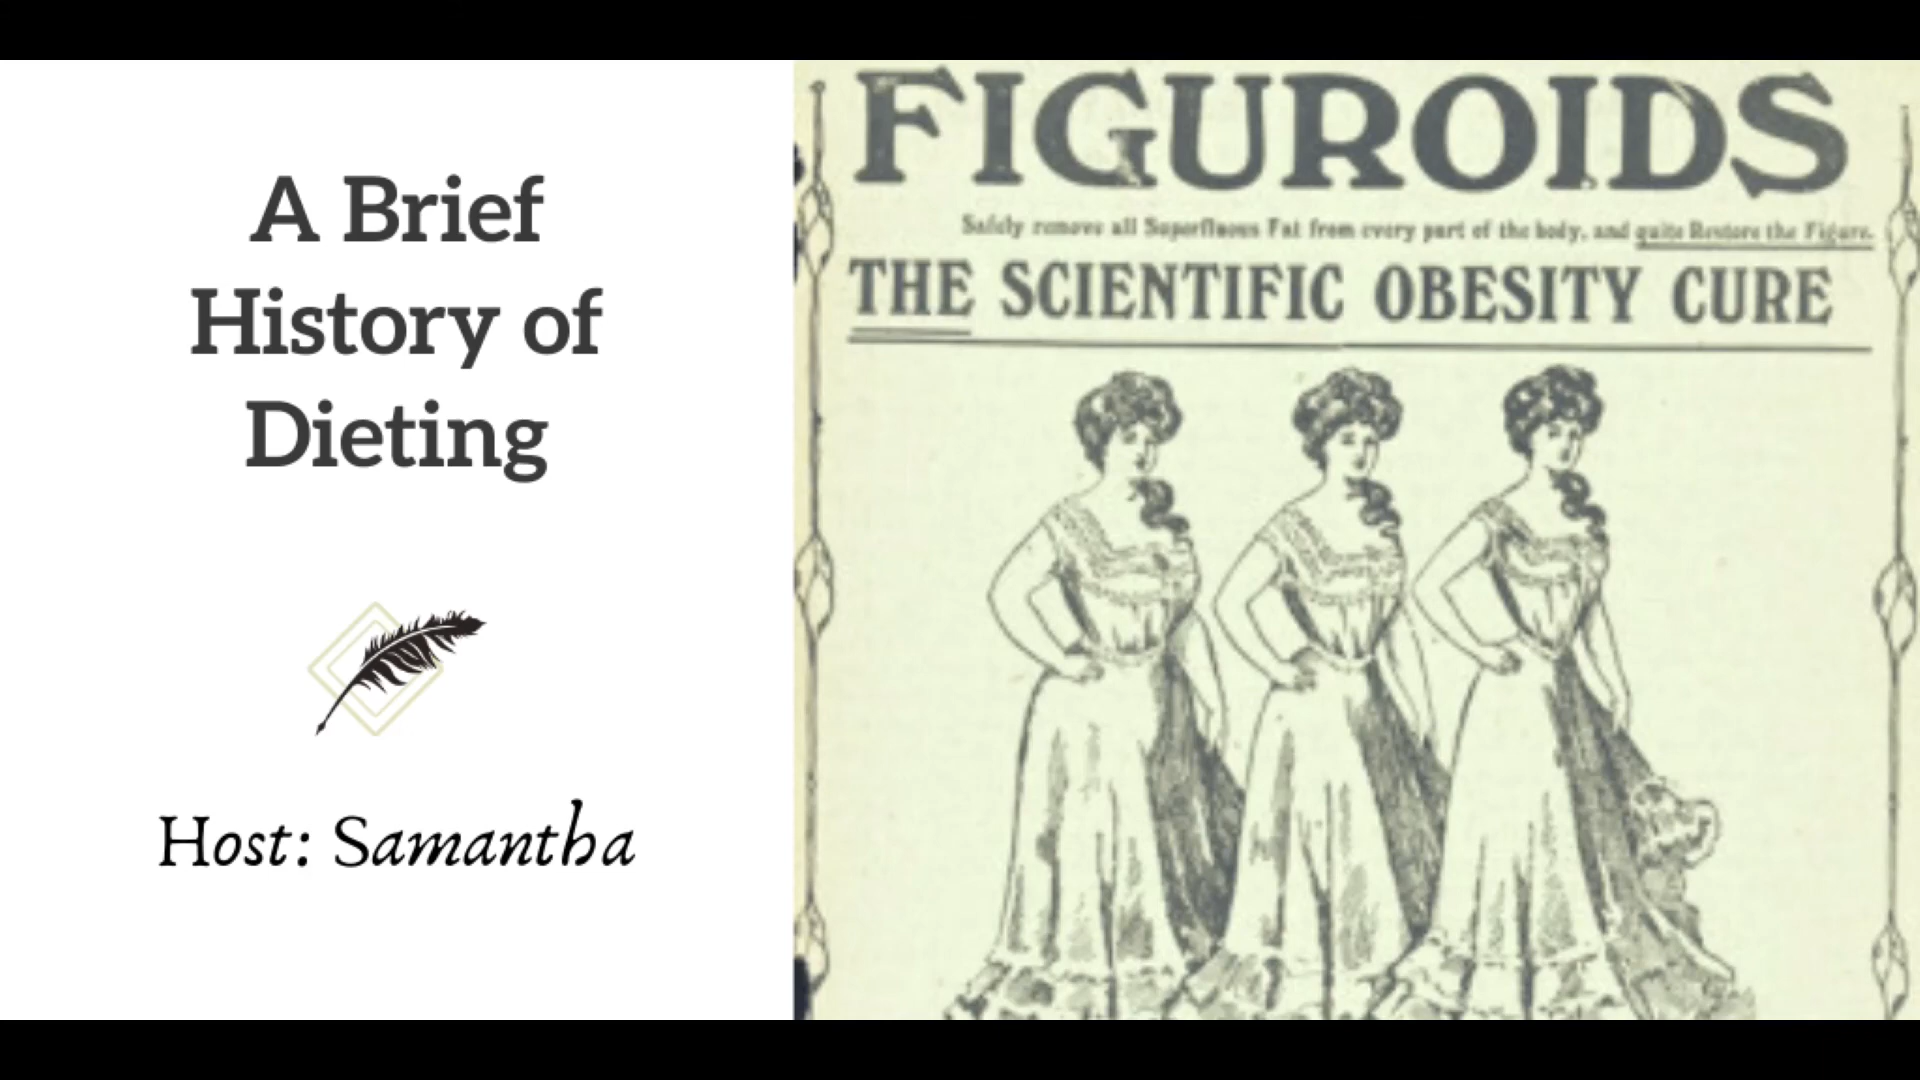 A Brief
History of
Dieting
Host: Samantha
FIGUROIDS
Safely remove all Superfluous Fat from every part of the body, and quite Restore the Figure.
THE SCIENTIFIC OBESITY CURE